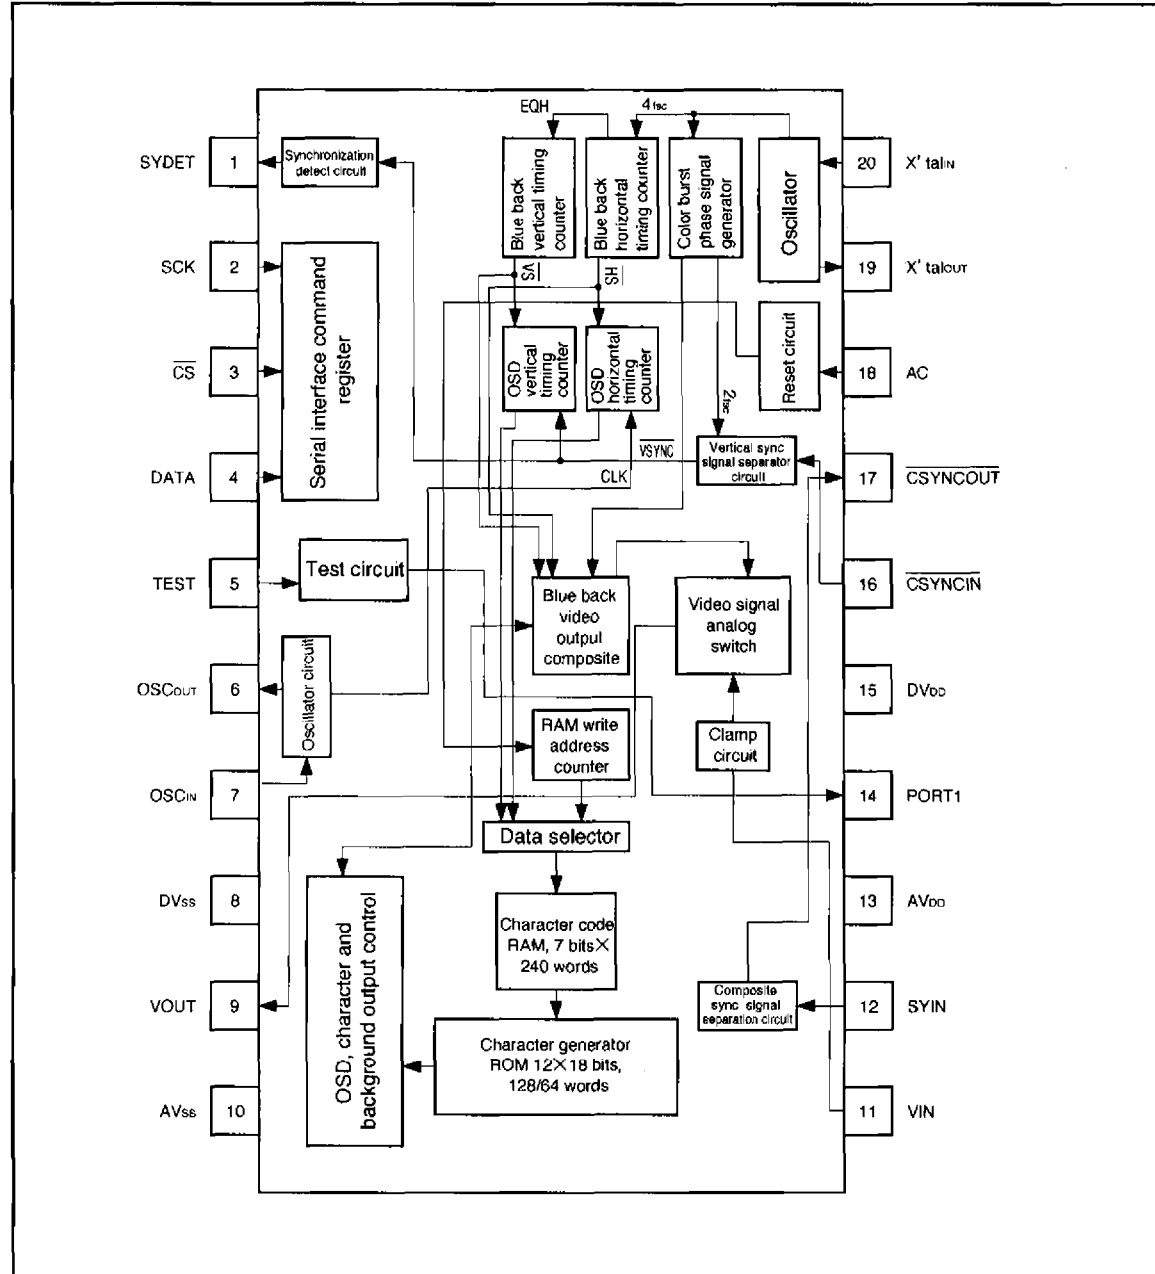 EQH
4fsc
SYDET
1
Synchronization
detect circuit
Blue back
vertical timing
counter
Blue back
horizontal
timing counter
Color burst
phase signal
generator
Oscillator
20
X' talIN
SCK
2
SA
SH
19
X' talOUT
Serial interface command
register
CS
3
OSD
vertical
timing
counter
OSD
horizontal
timing
counter
Reset circuit
18
AC
2fsc
VSYNC
Vertical sync
signal separator
circuit
DATA
4
CLK
17
CSYNCOUT
TEST
5
Test circuit
Blue back
video
output
composite
Video signal
analog
switch
16
CSYNCIN
OSCOUT
6
Oscillator circuit
15
DVDD
RAM write
address
counter
Clamp
circuit
OSCIN
7
14
PORT1
Data selector
DVSS
8
OSD, character and
background output control
Character code
RAM, 7 bits×
240 words
13
AVDD
VOUT
9
Composite
sync signal
separation circuit
12
SYIN
Character generator
ROM 12×18 bits,
128/64 words
AVSS
10
11
VIN